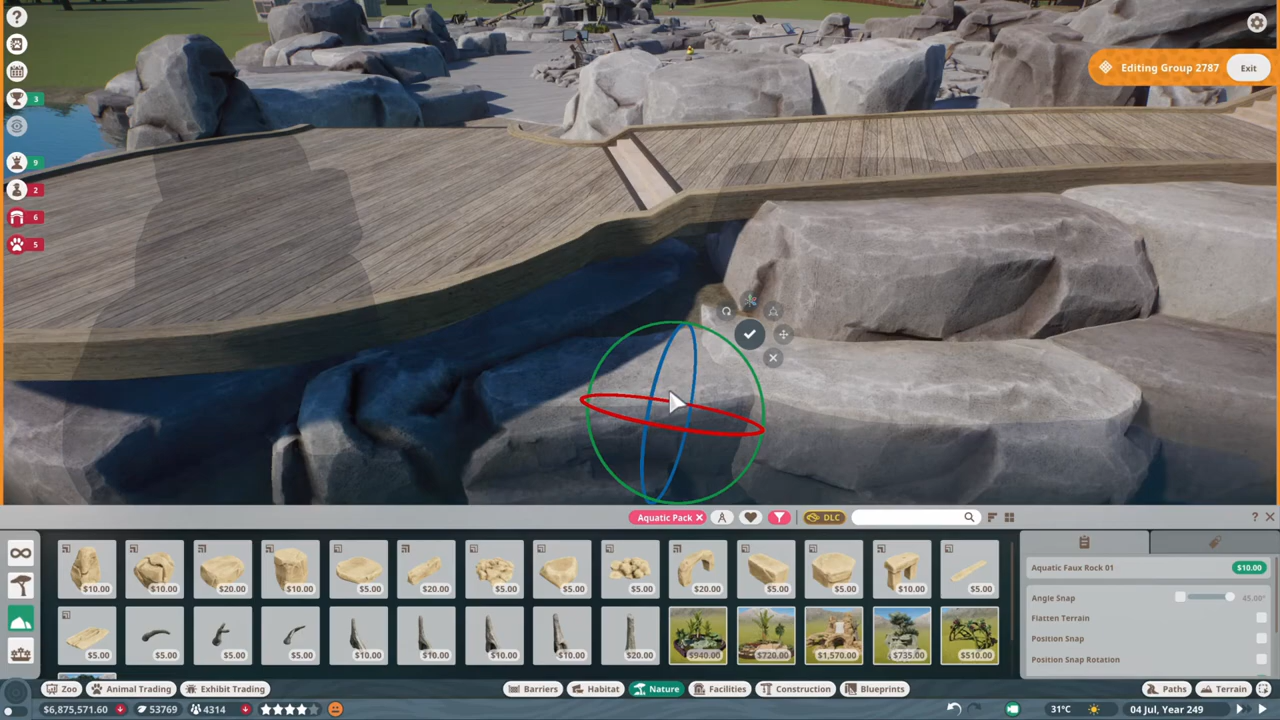 ?
Editing Group 2787
Exit
3
9
2
6
5
Aquatic Pack ✕
DLC
? ✕
$10.00 $10.00 $20.00 $10.00 $5.00 $20.00 $5.00 $5.00 $5.00 $20.00 $5.00 $5.00 $10.00 $5.00
$5.00 $5.00 $5.00 $5.00 $10.00 $10.00 $10.00 $10.00 $20.00 $940.00 $720.00 $1,570.00 $735.00 $510.00
Aquatic Faux Rock 01 $10.00
Angle Snap 45.00°
Flatten Terrain
Position Snap
Position Snap Rotation
Zoo Animal Trading Exhibit Trading Barriers Habitat Nature Facilities Construction Blueprints Paths Terrain
$6,875,571.60 53769 4314 31°C 04 Jul, Year 249